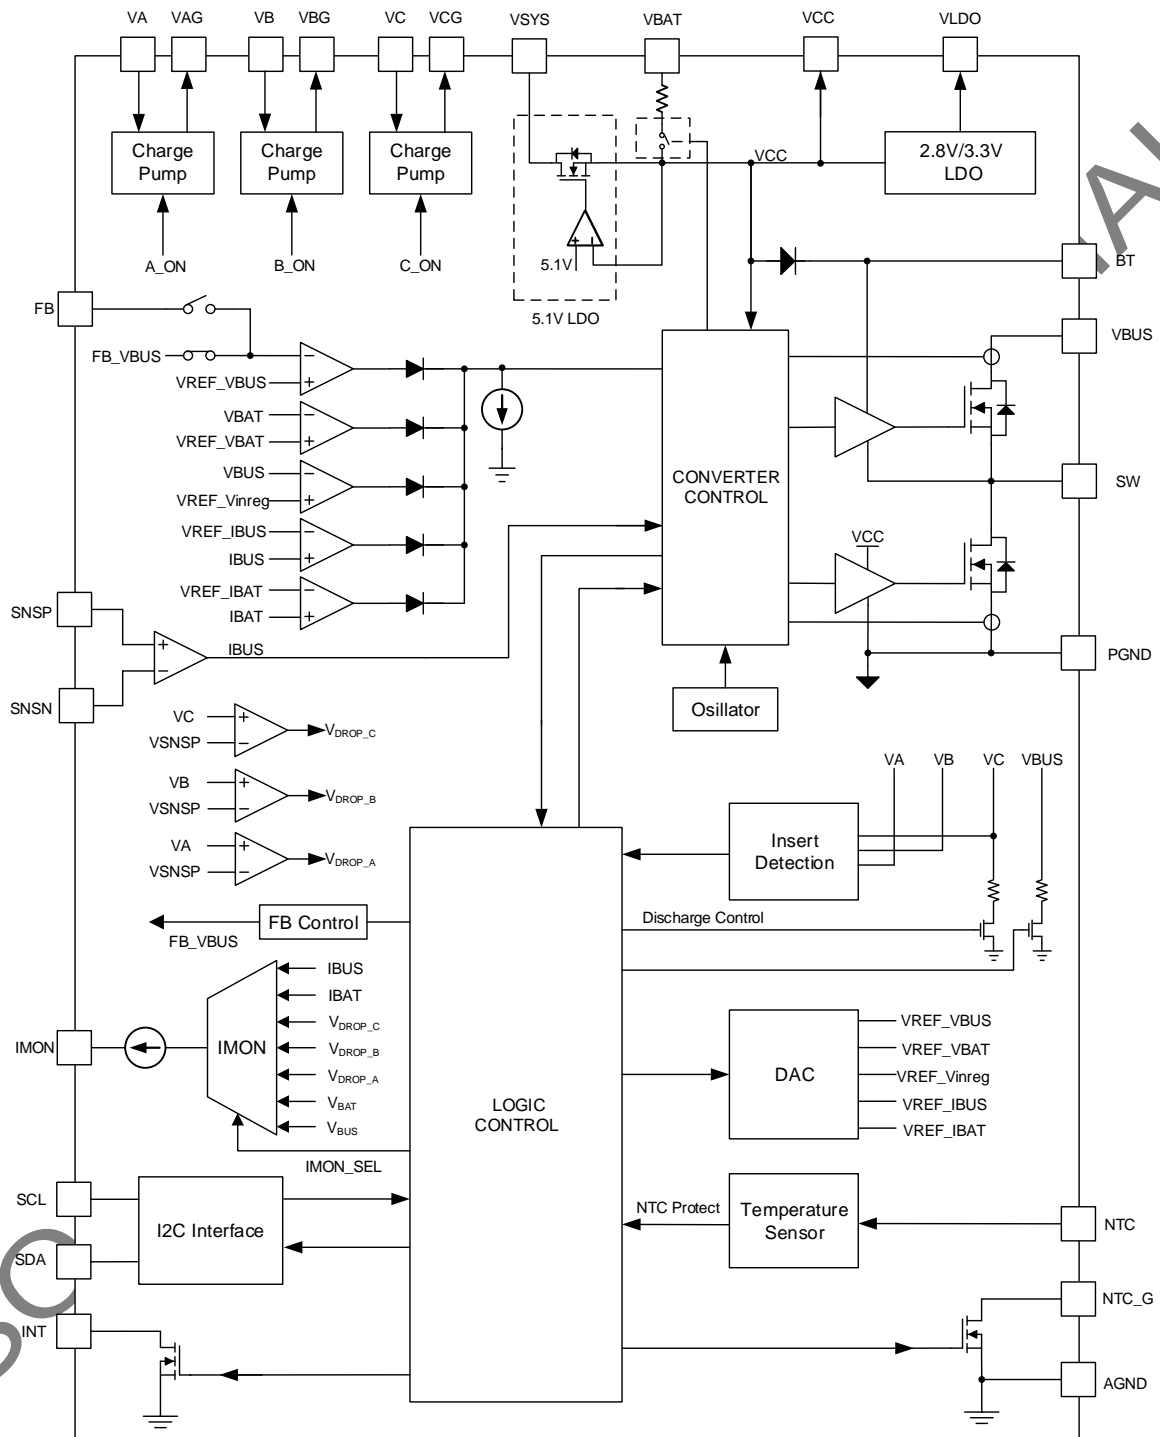 VA VAG VB VBG VC VCG VSYS VBAT VCC VLDO
Charge Pump
Charge Pump
Charge Pump
A_ON
B_ON
C_ON
+ −
5.1V
5.1V LDO
VCC
2.8V/3.3V LDO
BT
FB
VBUS
FB_VBUS
−
VREF_VBUS
+
VBAT
−
VREF_VBAT
+
VBUS
−
VREF_Vinreg
+
VREF_IBUS
−
IBUS
+
VREF_IBAT
−
IBAT
+
CONVERTER CONTROL
SW
VCC
SNSP
+
−
IBUS
SNSN
PGND
Osillator
VC
+
VSNSP
−
VDROP_C
VB
+
VSNSP
−
VDROP_B
VA
+
VSNSP
−
VDROP_A
VA VB VC VBUS
Insert Detection
Discharge Control
FB Control
FB_VBUS
IMON
IMON
IBUS
IBAT
VDROP_C
VDROP_B
VDROP_A
VBAT
VBUS
IMON_SEL
LOGIC CONTROL
DAC
VREF_VBUS
VREF_VBAT
VREF_Vinreg
VREF_IBUS
VREF_IBAT
SCL
SDA
I2C Interface
NTC Protect
Temperature Sensor
NTC
INT
NTC_G
AGND